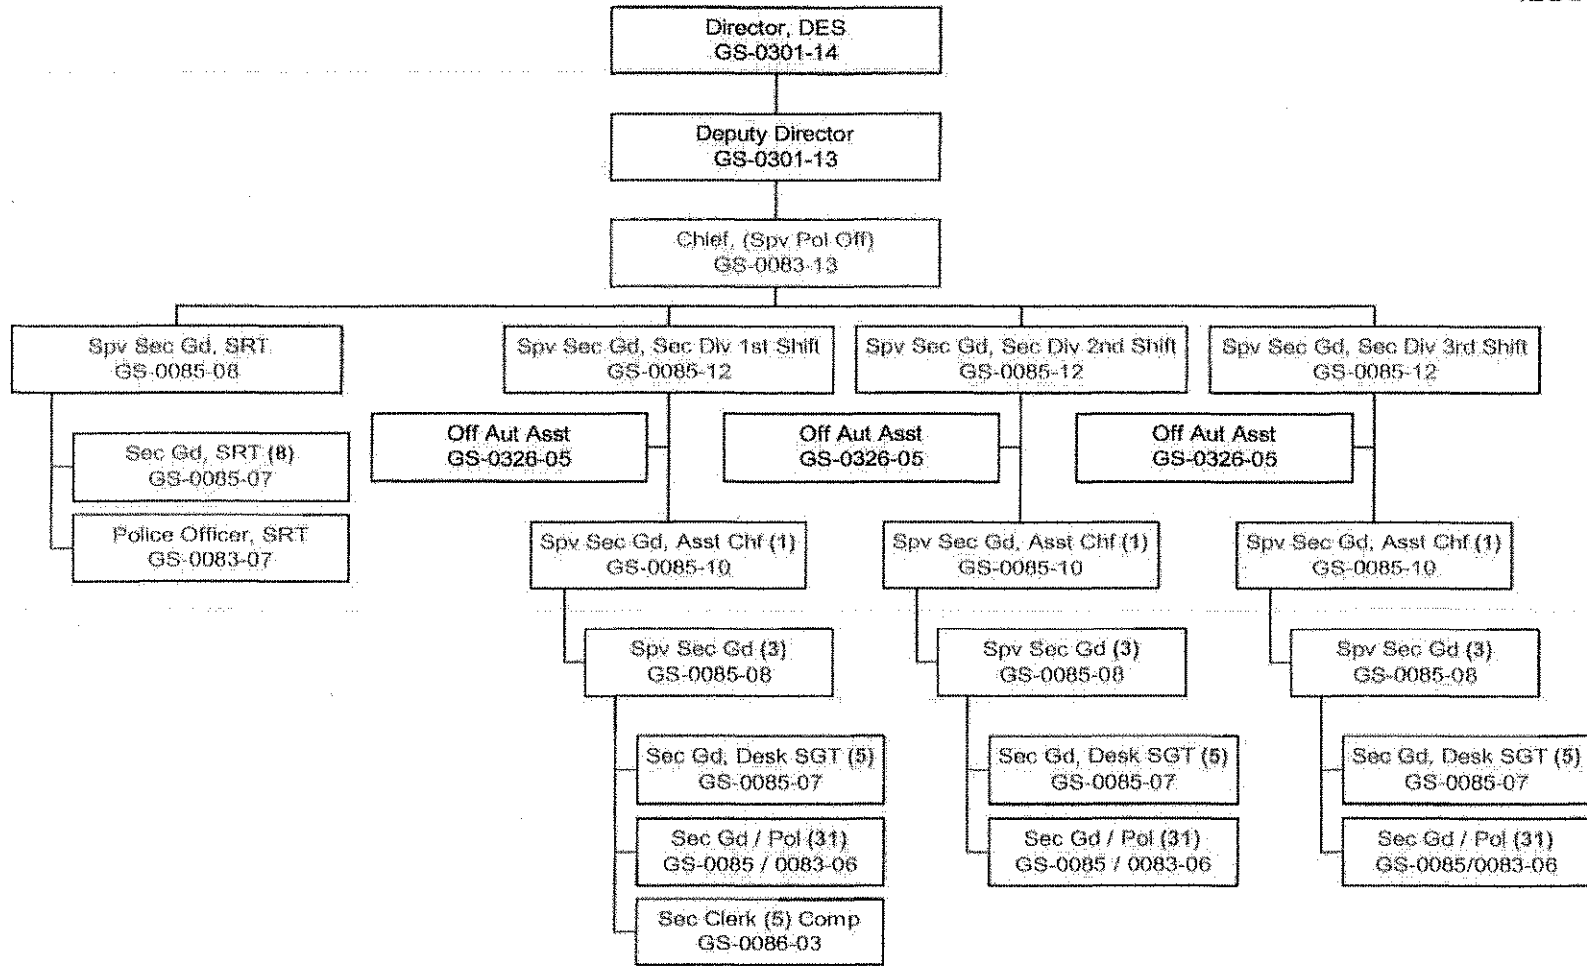 Director, DES
GS-0301-14
Deputy Director
GS-0301-13
Chief, (Spv Pol Off)
GS-0083-13
Spv Sec Gd, SRT
GS-0085-08
Spv Sec Gd, Sec Div 1st Shift
GS-0085-12
Spv Sec Gd, Sec Div 2nd Shift
GS-0085-12
Spv Sec Gd, Sec Div 3rd Shift
GS-0085-12
Sec Gd, SRT (8)
GS-0085-07
Police Officer, SRT
GS-0083-07
Off Aut Asst
GS-0326-05
Off Aut Asst
GS-0326-05
Off Aut Asst
GS-0326-05
Spv Sec Gd, Asst Chf (1)
GS-0085-10
Spv Sec Gd, Asst Chf (1)
GS-0085-10
Spv Sec Gd, Asst Chf (1)
GS-0085-10
Spv Sec Gd (3)
GS-0085-08
Spv Sec Gd (3)
GS-0085-08
Spv Sec Gd (3)
GS-0085-08
Sec Gd, Desk SGT (5)
GS-0085-07
Sec Gd, Desk SGT (5)
GS-0085-07
Sec Gd, Desk SGT (5)
GS-0085-07
Sec Gd / Pol (31)
GS-0085 / 0083-06
Sec Gd / Pol (31)
GS-0085 / 0083-06
Sec Gd / Pol (31)
GS-0085/0083-06
Sec Clerk (5) Comp
GS-0086-03